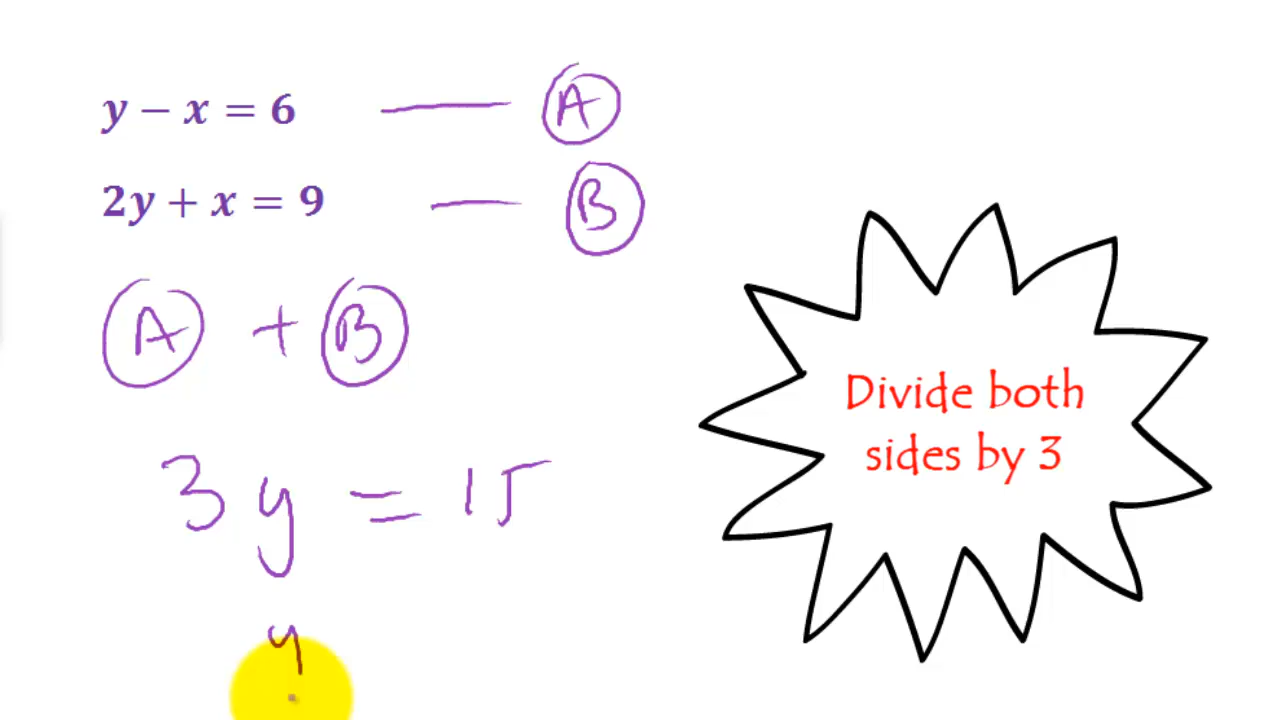 y − x = 6 —— A
2y + x = 9 — B
A + B
3y = 15
y
Divide both
sides by 3